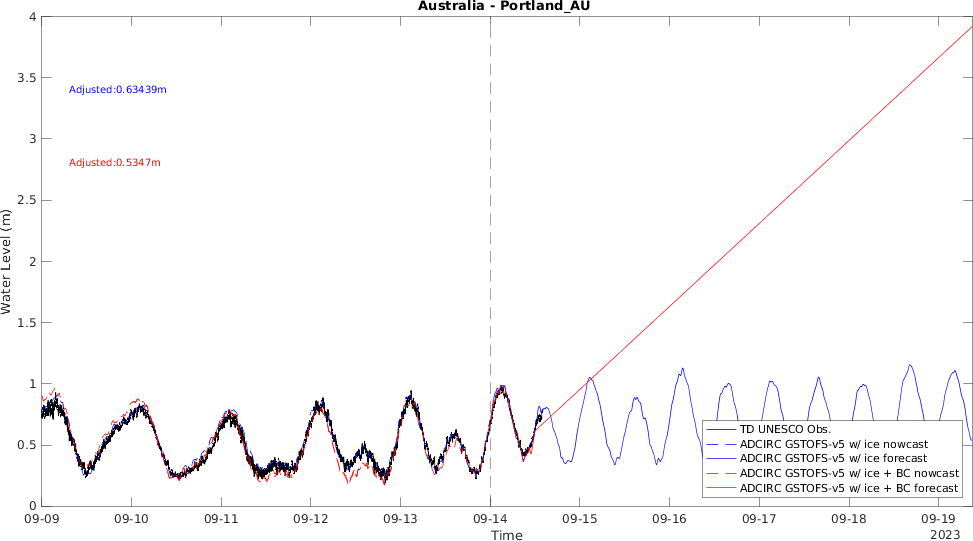 Australia - Portland_AU
4
3.5
3
2.5
2
1.5
1
0.5
0
Water Level (m)
Adjusted:0.63439m
Adjusted:0.5347m
TD UNESCO Obs.
ADCIRC GSTOFS-v5 w/ ice nowcast
ADCIRC GSTOFS-v5 w/ ice forecast
ADCIRC GSTOFS-v5 w/ ice + BC nowcast
ADCIRC GSTOFS-v5 w/ ice + BC forecast
09-09 09-10 09-11 09-12 09-13 09-14 09-15 09-16 09-17 09-18 09-19
2023
Time